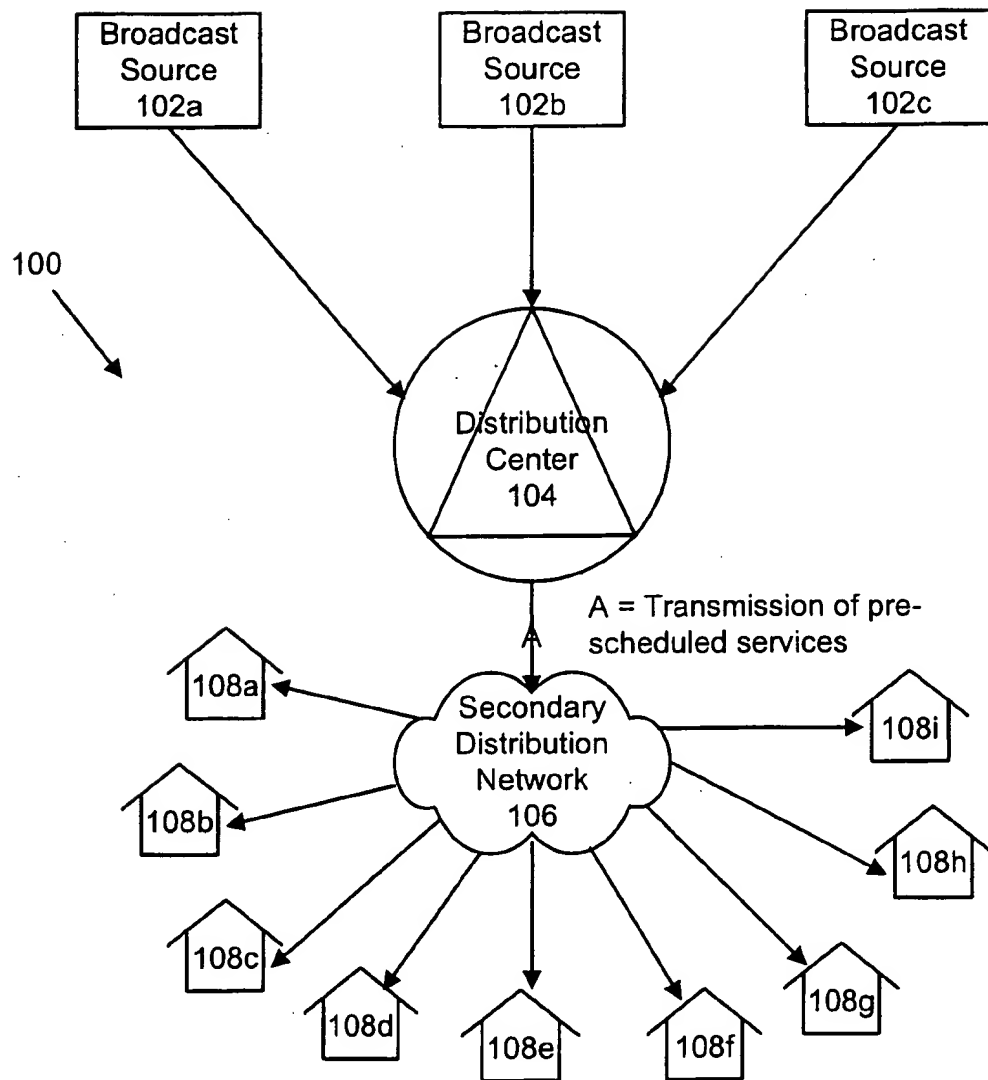 Broadcast
Source
102a
Broadcast
Source
102b
Broadcast
Source
102c
100
Distribution
Center
104
A = Transmission of pre-
scheduled services
A
Secondary
Distribution
Network
106
108a
108b
108c
108d
108e
108f
108g
108h
108i